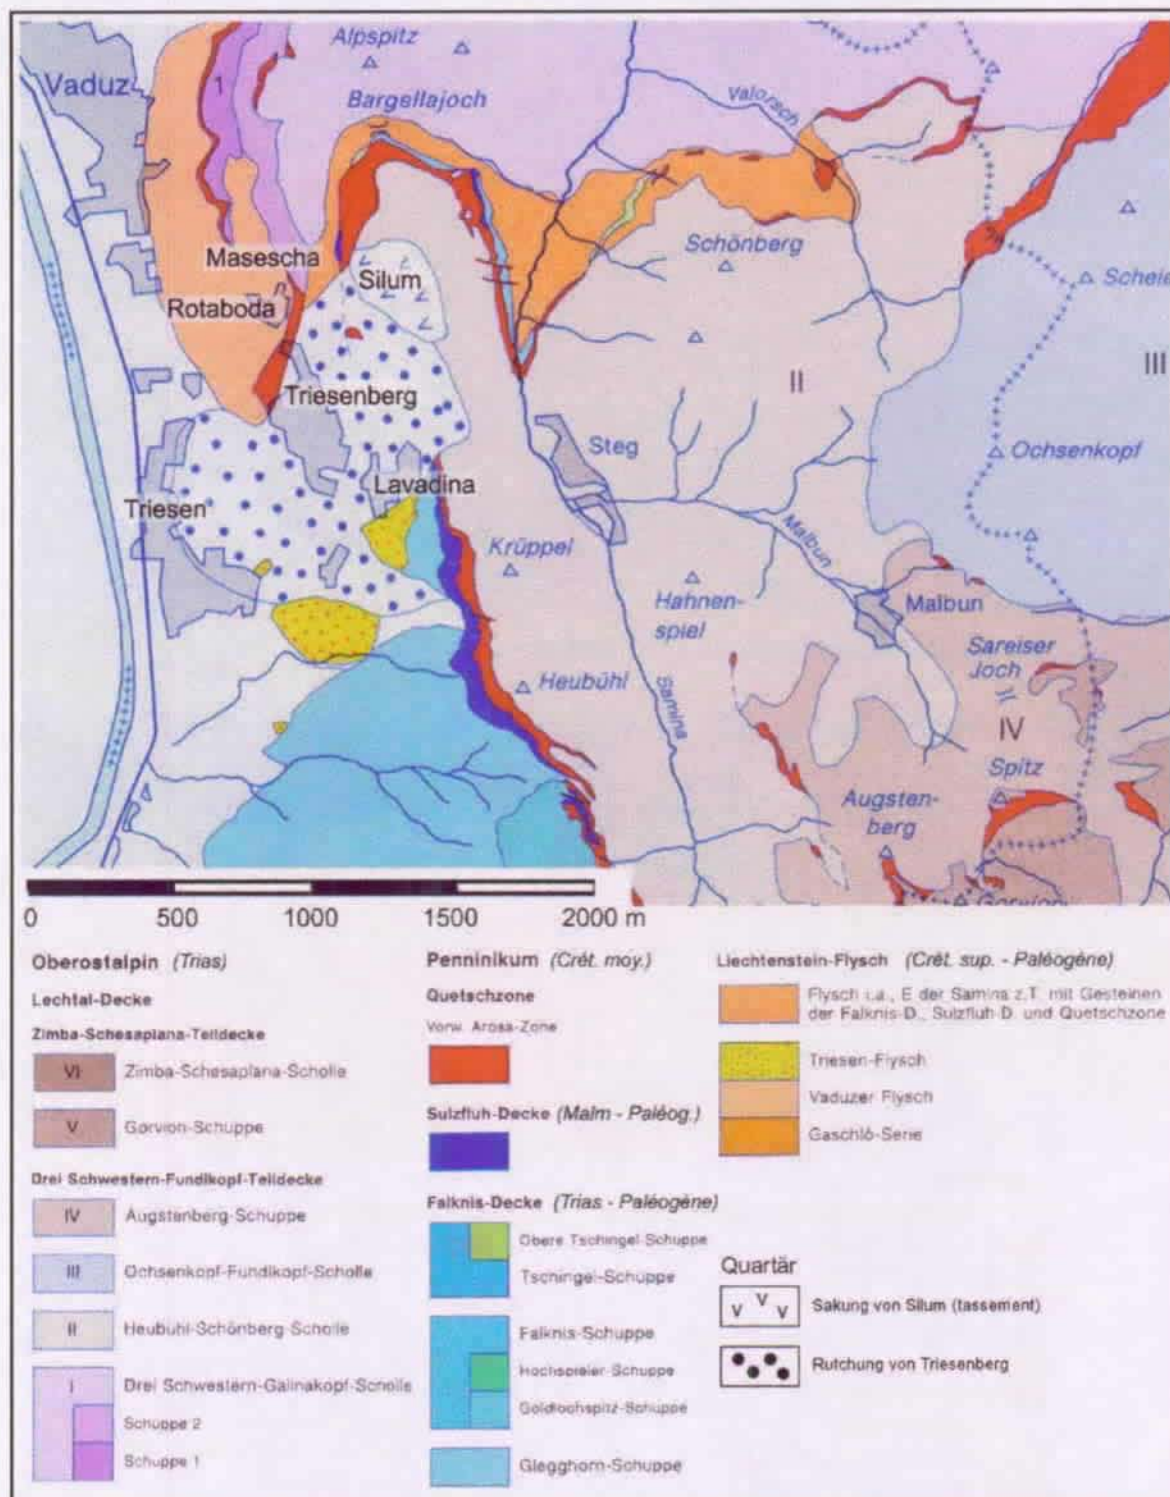 Alpspitz
Vaduz
1
Bargellajoch
Valorsch
Masescha
Silum
Schönberg
Rotaboda
II
III
Triesenberg
Steg
Ochsenkopf
Lavadina
Triesen
Malbun
Krüppel
Hahnen-
spiel
Malbun
Sareiser
Joch
Heubühl
Samina
IV
Spitz
Augsten-
berg
0 500 1000 1500 2000 m
Oberostalpin (Trias)
Lechtal-Decke
Zimba-Schesaplana-Teildecke
VI Zimba-Schesaplana-Scholle
V Gorvion-Schuppe
Drei Schwestern-Fundlkopf-Teildecke
IV Augstenberg-Schuppe
III Ochsenkopf-Fundlkopf-Scholle
II Heubühl-Schönberg-Scholle
I Drei Schwestern-Galinakopf-Scholle
Schuppe 2
Schuppe 1
Penninikum (Crét. moy.)
Quetschzone
Vorw. Arosa-Zone
Sulzfluh-Decke (Malm - Paléog.)
Falknis-Decke (Trias - Paléogène)
Obere Tschingel-Schuppe
Tschingel-Schuppe
Falknis-Schuppe
Hochspieler-Schuppe
Goldlochspitz-Schuppe
Glegghorn-Schuppe
Liechtenstein-Flysch (Crét. sup. - Paléogène)
Flysch i.a., E der Samina z.T. mit Gesteinen
der Falknis-D., Sulzfluh-D. und Quetschzone
Triesen-Flysch
Vaduzer Flysch
Gaschlo-Serie
Quartär
V V V Sakung von Silum (tassement)
Rutchung von Triesenberg